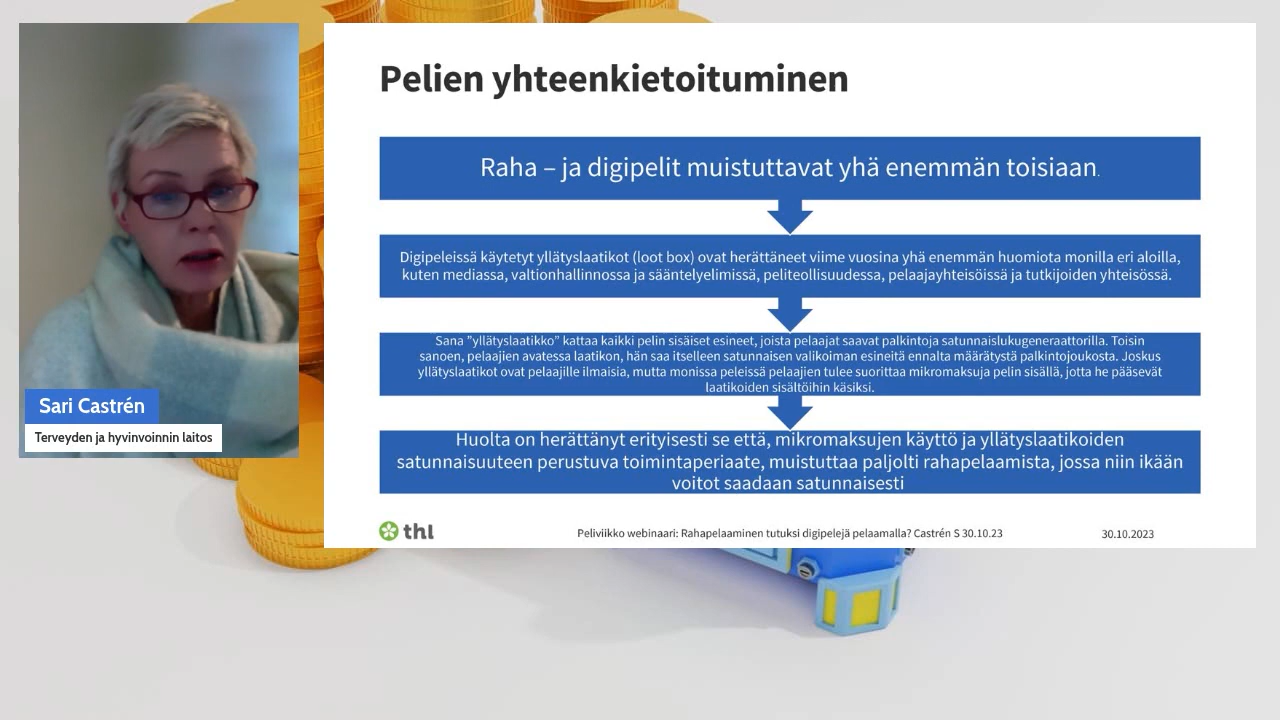 Pelien yhteenkietoituminen
Raha – ja digipelit muistuttavat yhä enemmän toisiaan.
Digipeleissä käytetyt yllätyslaatikot (loot box) ovat herättäneet viime vuosina yhä enemmän huomiota monilla eri aloilla,
kuten mediassa, valtionhallinnossa ja sääntelyelimissä, peliteollisuudessa, pelaajayhteisöissä ja tutkijoiden yhteisössä.
Sana ”yllätyslaatikko” kattaa kaikki pelin sisäiset esineet, joista pelaajat saavat palkintoja satunnaislukugeneraattorilla. Toisin
sanoen, pelaajien avatessa laatikon, hän saa itselleen satunnaisen valikoiman esineitä ennalta määrätystä palkintojoukosta. Joskus
yllätyslaatikot ovat pelaajille ilmaisia, mutta monissa peleissä pelaajien tulee suorittaa mikromaksuja pelin sisällä, jotta he pääsevät
laatikoiden sisältöihin käsiksi.
Huolta on herättänyt erityisesti se että, mikromaksujen käyttö ja yllätyslaatikoiden
satunnaisuuteen perustuva toimintaperiaate, muistuttaa paljolti rahapelaamista, jossa niin ikään
voitot saadaan satunnaisesti
Sari Castrén
Terveyden ja hyvinvoinnin laitos
thl
Peliviikko webinaari: Rahapelaaminen tutuksi digipelejä pelaamalla? Castrén S 30.10.23
30.10.2023